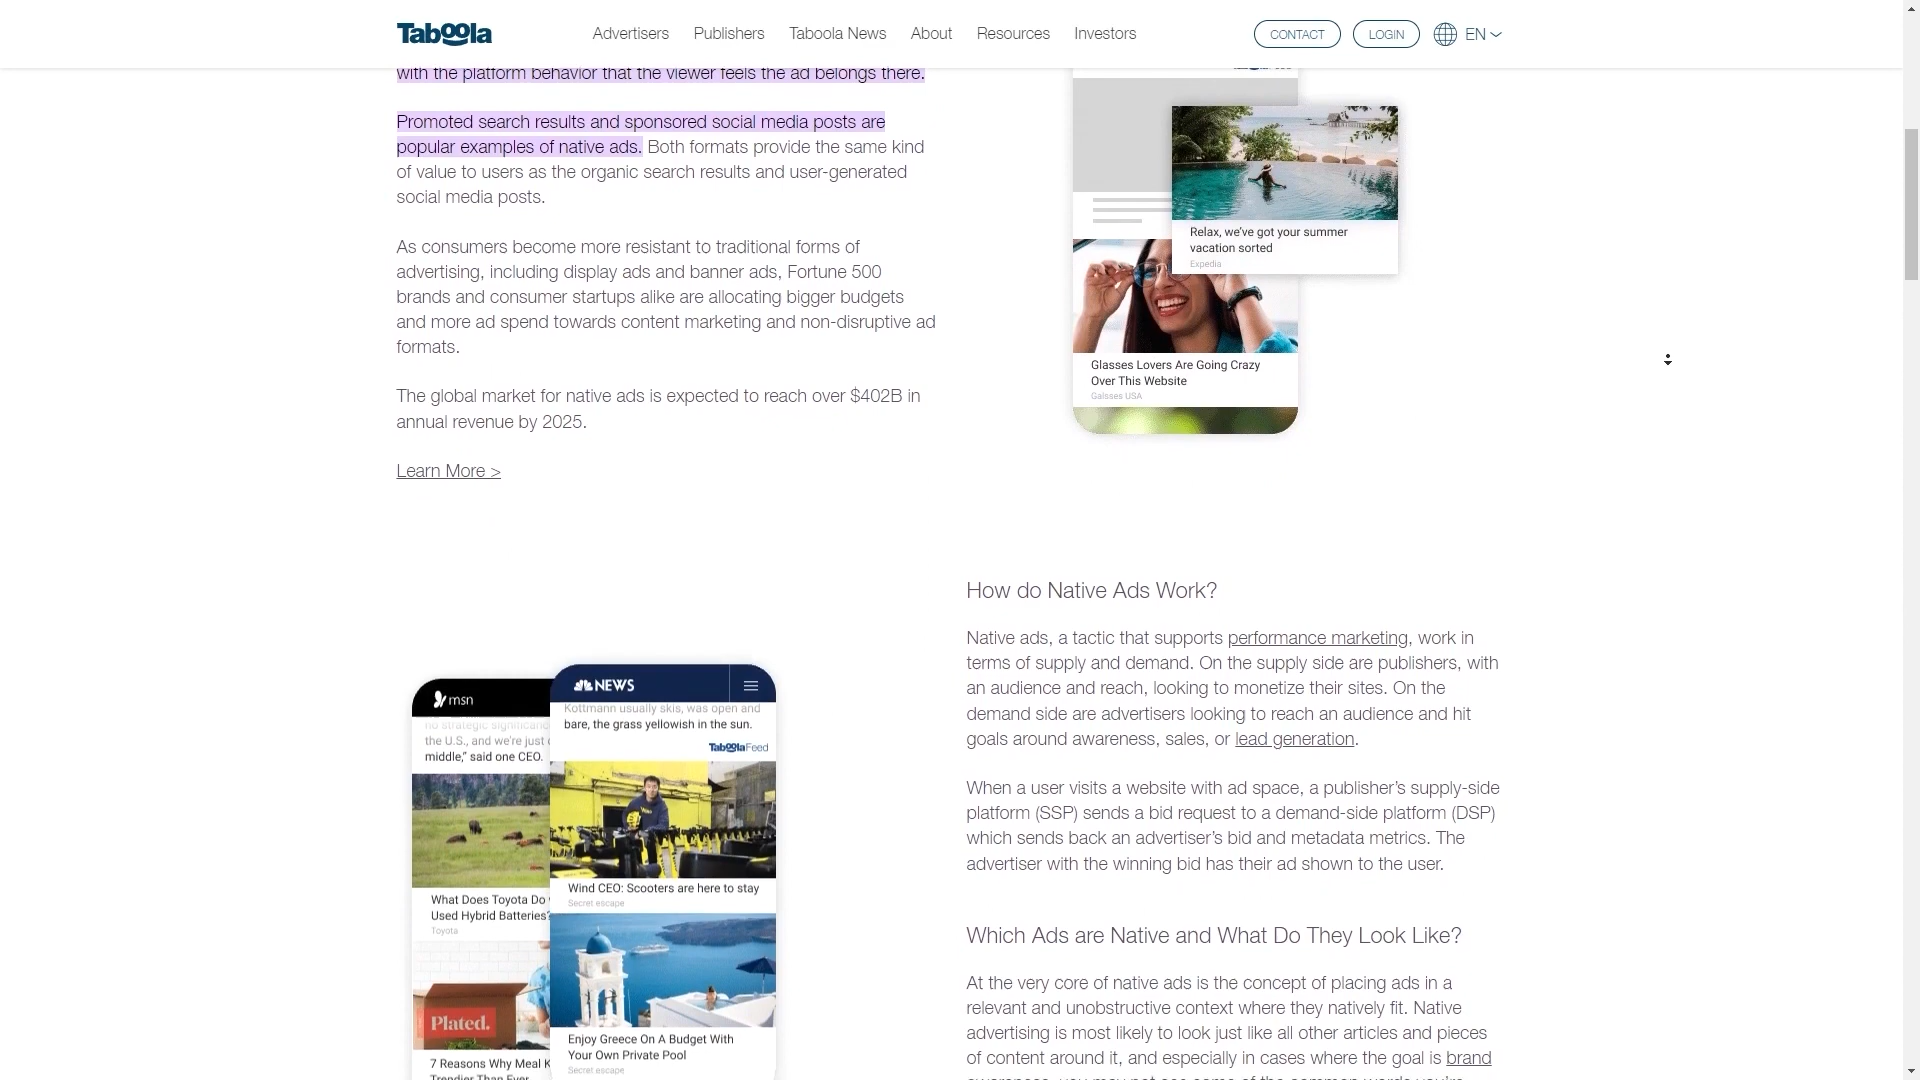 Taboola
Advertisers
Publishers
Taboola News
About
Resources
Investors
CONTACT
LOGIN
EN
with the platform behavior that the viewer feels the ad belongs there.
Promoted search results and sponsored social media posts are
popular examples of native ads. Both formats provide the same kind
of value to users as the organic search results and user-generated
social media posts.
As consumers become more resistant to traditional forms of
advertising, including display ads and banner ads, Fortune 500
brands and consumer startups alike are allocating bigger budgets
and more ad spend towards content marketing and non-disruptive ad
formats.
The global market for native ads is expected to reach over $402B in
annual revenue by 2025.
Learn More >
Relax, we've got your summer
vacation sorted
Expedia
Glasses Lovers Are Going Crazy
Over This Website
Galsses USA
msn
no strategic significanc
the U.S., and we're just
middle,” said one CEO.
What Does Toyota Do
Used Hybrid Batteries?
Toyota
Plated.
7 Reasons Why Meal K
Trendier Than Ever
NEWS
Kottmann usually skis, was open and
bare, the grass yellowish in the sun.
Taboola Feed
Wind CEO: Scooters are here to stay
Secret escape
Enjoy Greece On A Budget With
Your Own Private Pool
Secret escape
How do Native Ads Work?
Native ads, a tactic that supports performance marketing, work in
terms of supply and demand. On the supply side are publishers, with
an audience and reach, looking to monetize their sites. On the
demand side are advertisers looking to reach an audience and hit
goals around awareness, sales, or lead generation.
When a user visits a website with ad space, a publisher’s supply-side
platform (SSP) sends a bid request to a demand-side platform (DSP)
which sends back an advertiser’s bid and metadata metrics. The
advertiser with the winning bid has their ad shown to the user.
Which Ads are Native and What Do They Look Like?
At the very core of native ads is the concept of placing ads in a
relevant and unobstructive context where they natively fit. Native
advertising is most likely to look just like all other articles and pieces
of content around it, and especially in cases where the goal is brand